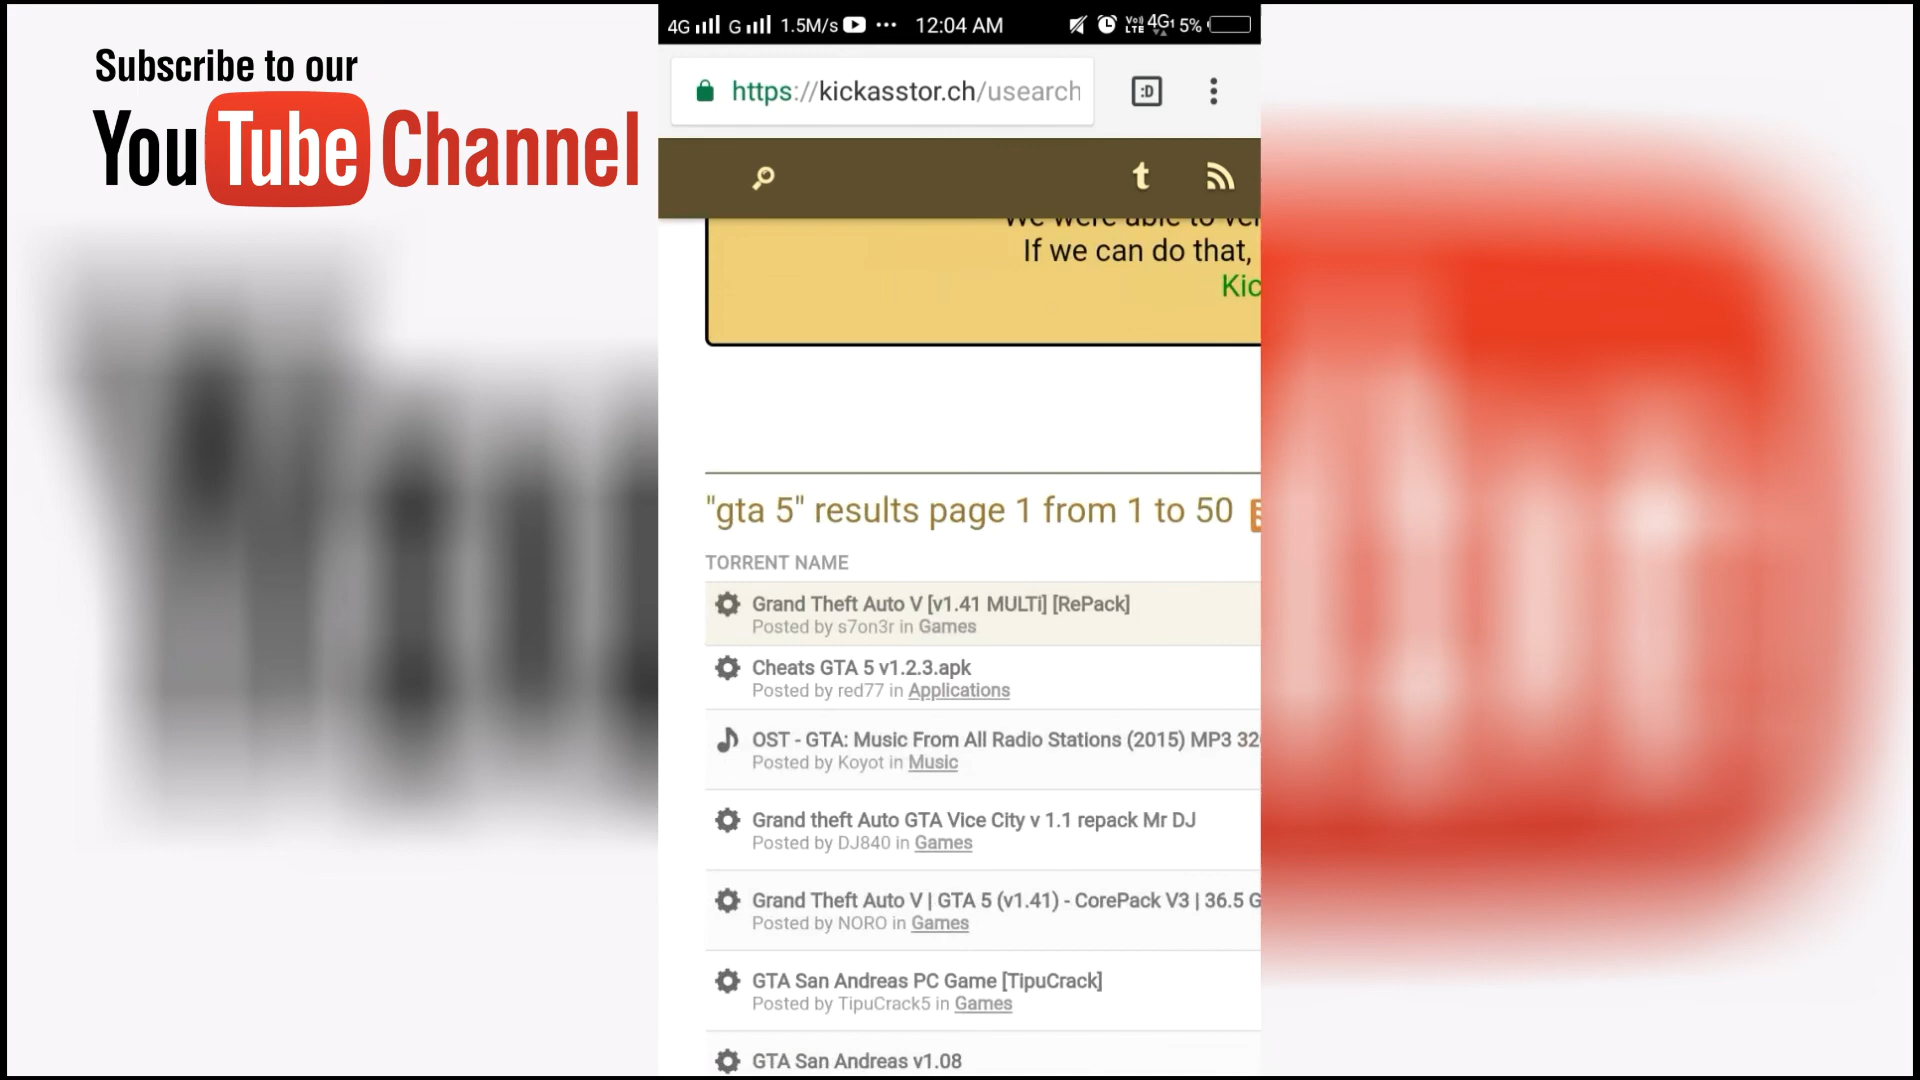 Subscribe to our
YouTube Channel
4G G 1.5M/s ... 12:04 AM VoLTE 4G 5%
https://kickasstor.ch/usearch
:D
t
We were able to
If we can do that,
"gta 5" results page 1 from 1 to 50
TORRENT NAME
Grand Theft Auto V [v1.41 MULTi] [RePack]
Posted by s7on3r in Games
Cheats GTA 5 v1.2.3.apk
Posted by red77 in Applications
OST - GTA: Music From All Radio Stations (2015) MP3 32
Posted by Koyot in Music
Grand theft Auto GTA Vice City v 1.1 repack Mr DJ
Posted by DJ840 in Games
Grand Theft Auto V | GTA 5 (v1.41) - CorePack V3 | 36.5 G
Posted by NORO in Games
GTA San Andreas PC Game [TipuCrack]
Posted by TipuCrack5 in Games
GTA San Andreas v1.08